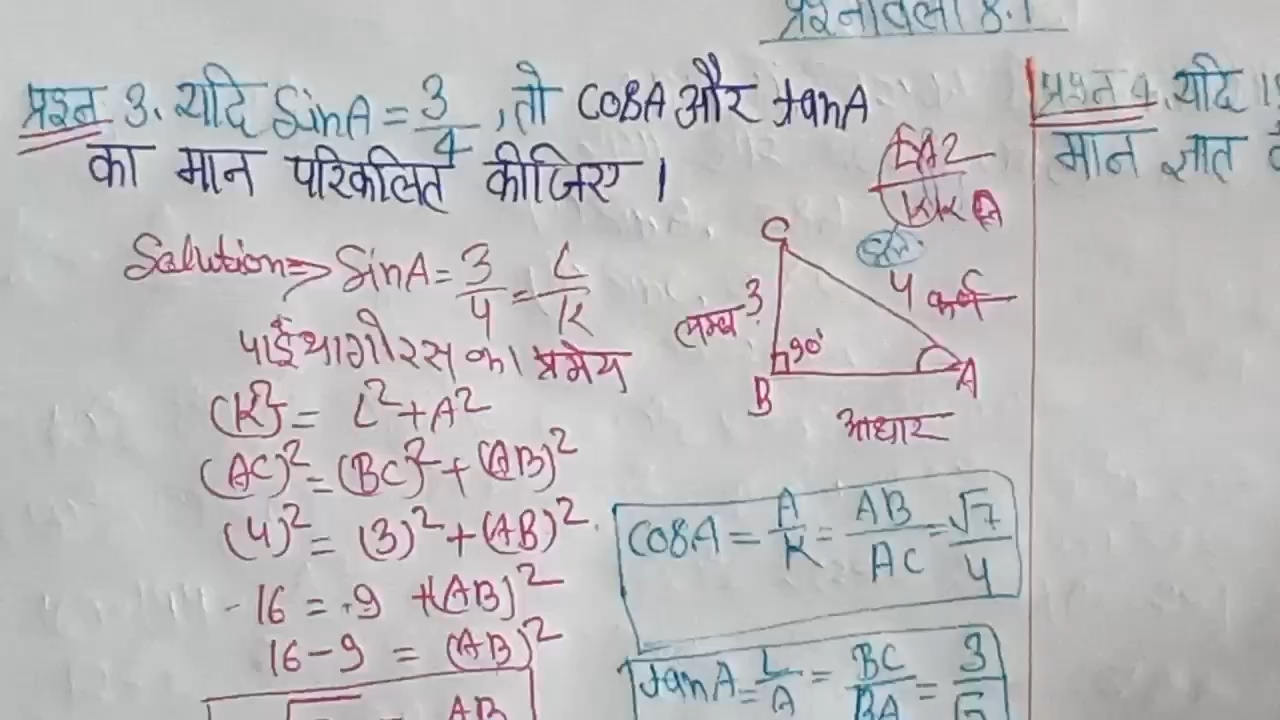 प्रश्नावली 8.1
प्रश्न 3. यदि SinA = 3/4, तो COSA और tanA
का मान परिकलित कीजिए।
Solution => SinA = 3/4 = L/K
पाईथागोरस का प्रमेय
(K)² = L²+A²
(AC)² = (BC)² + (AB)²
(4)² = (3)² + (AB)²
16 = 9 + (AB)²
16-9 = (AB)²
AB
C
लम्ब 3
4 कर्ण
90°
B
A
आधार
COSA = A/K = AB/AC = √7/4
tanA = L/A = BC/BA = 3/
प्रश्न 4. यदि
मान ज्ञात